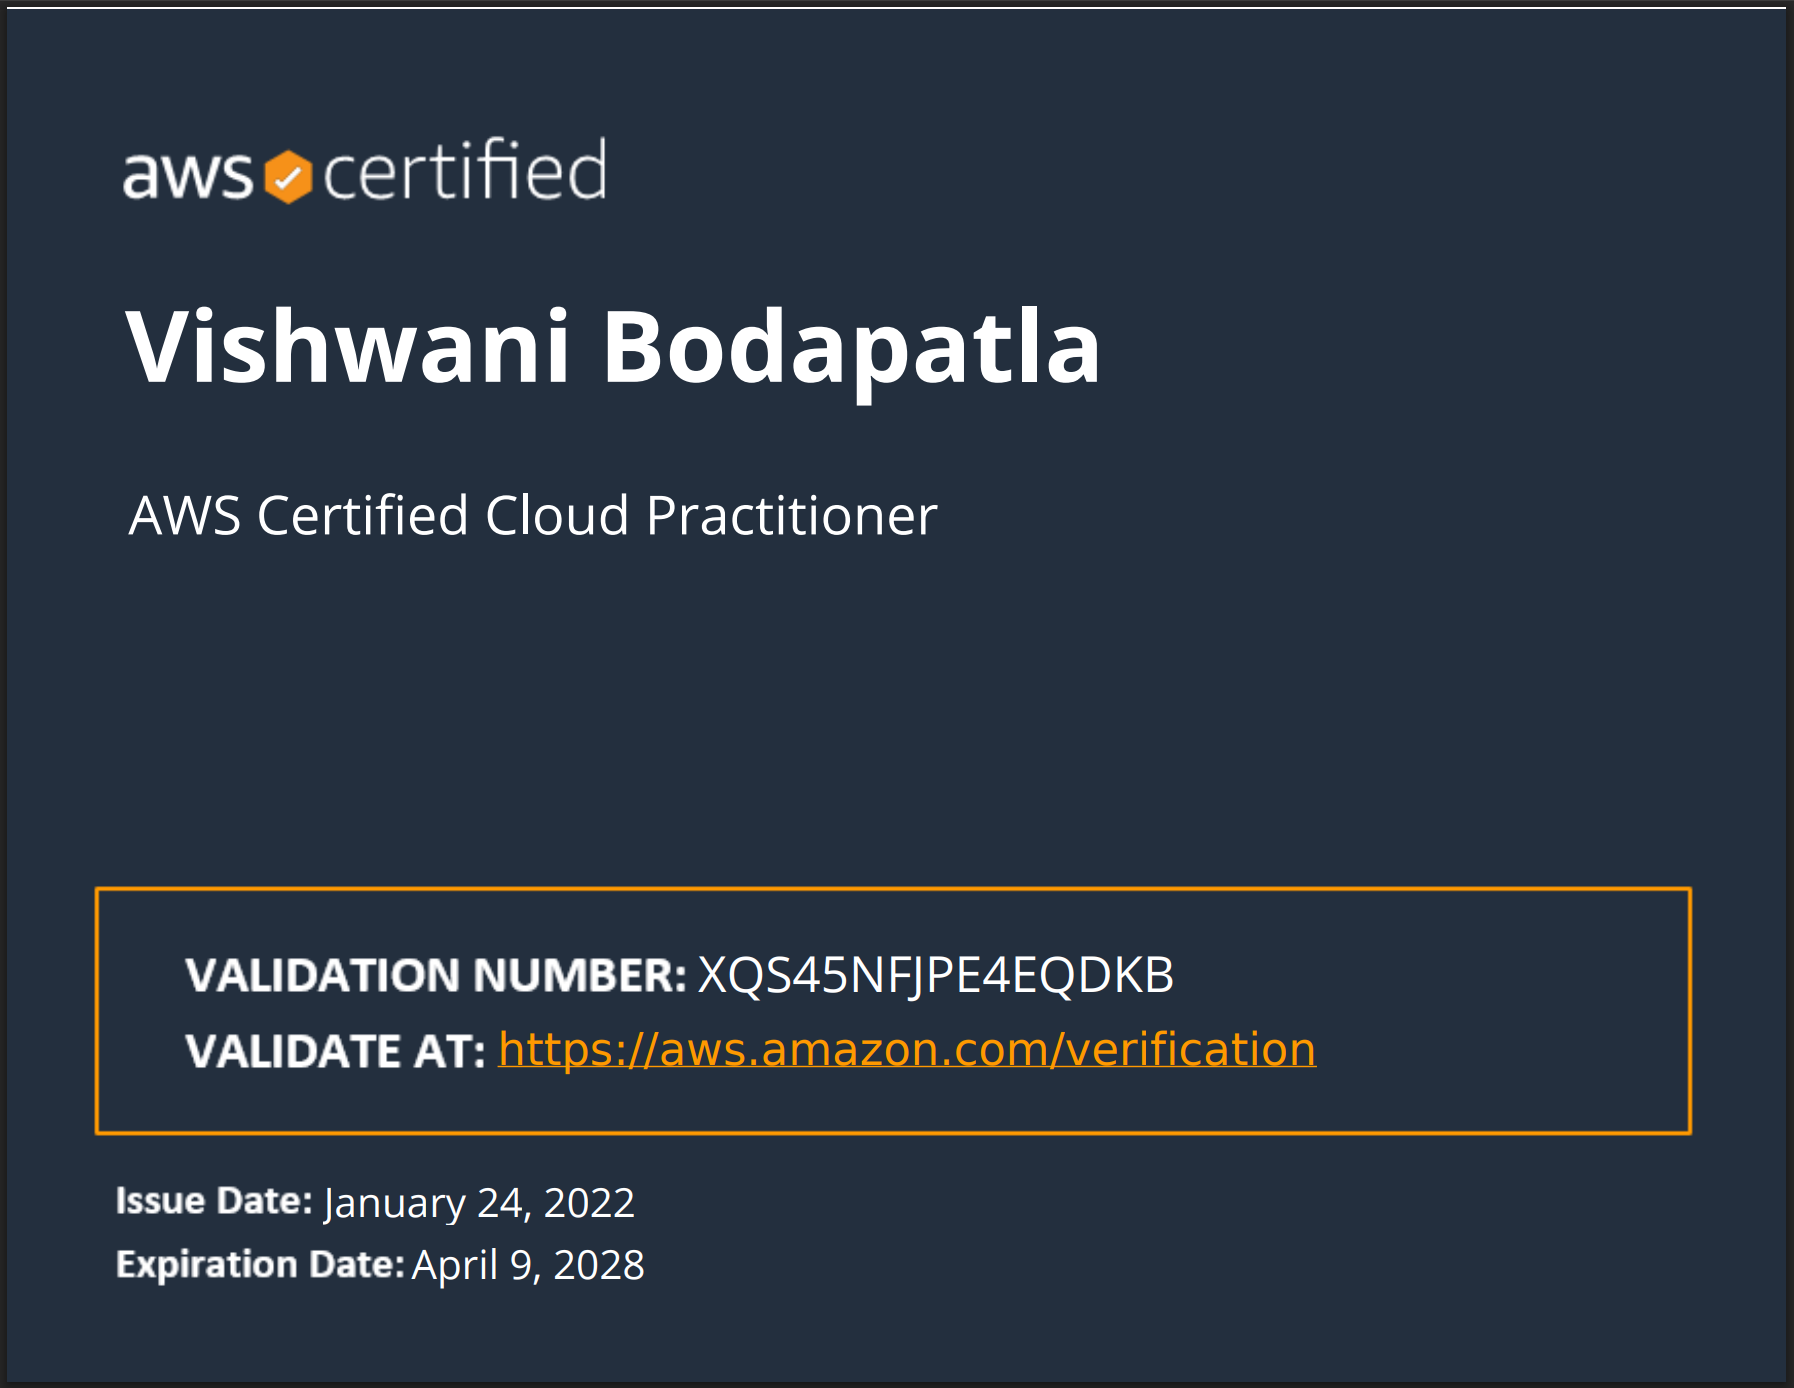 aws certified
Vishwani Bodapatla
AWS Certified Cloud Practitioner
VALIDATION NUMBER: XQS45NFJPE4EQDKB
VALIDATE AT: https://aws.amazon.com/verification
Issue Date: January 24, 2022
Expiration Date: April 9, 2028